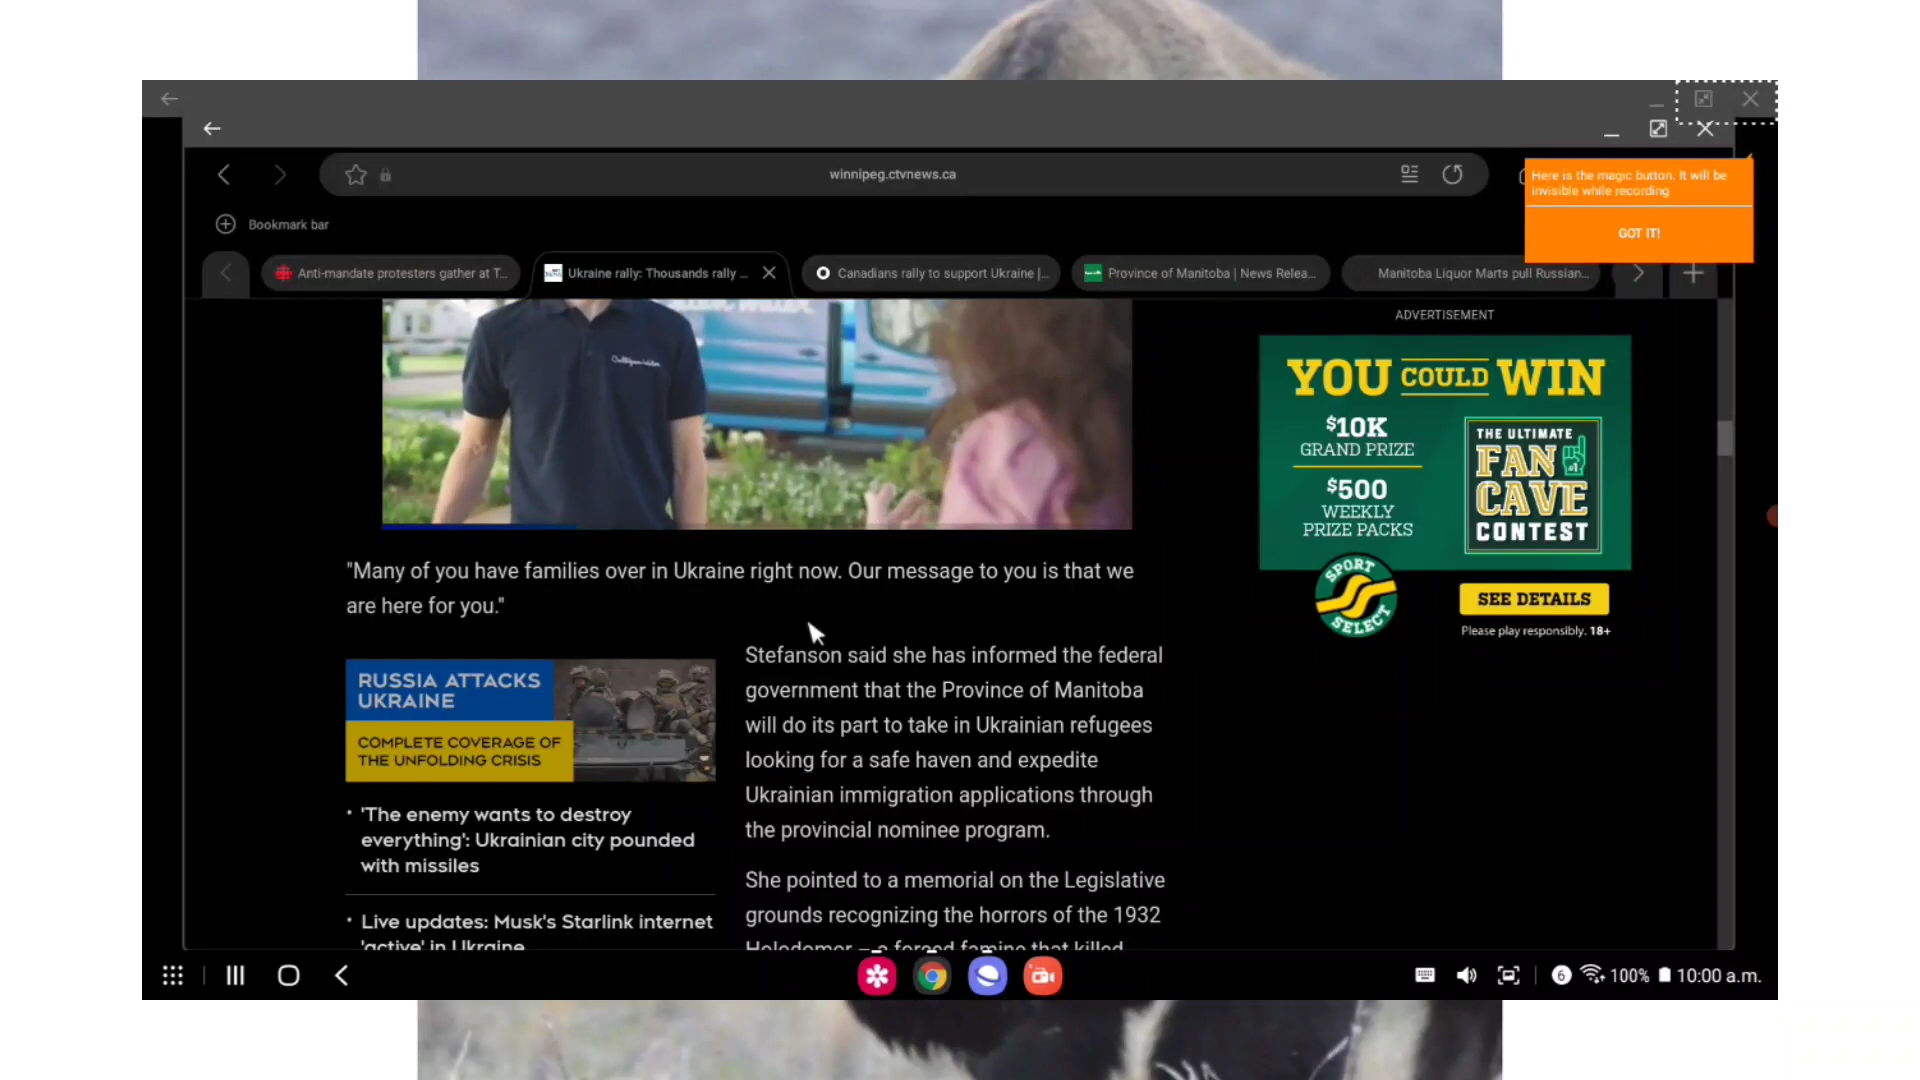 winnipeg.ctvnews.ca
Here is the magic button. It will be
invisible while recording
GOT IT!
Bookmark bar
Anti-mandate protesters gather at T...
Ukraine rally: Thousands rally ...
Canadians rally to support Ukraine |...
Province of Manitoba | News Relea...
Manitoba Liquor Marts pull Russian...
ADVERTISEMENT
YOU COULD WIN
$10K
GRAND PRIZE
$500
WEEKLY
PRIZE PACKS
THE ULTIMATE
FAN
#1
CAVE
CONTEST
SPORT
SELECT
SEE DETAILS
Please play responsibly. 18+
"Many of you have families over in Ukraine right now. Our message to you is that we
are here for you."
RUSSIA ATTACKS
UKRAINE
COMPLETE COVERAGE OF
THE UNFOLDING CRISIS
• 'The enemy wants to destroy
everything': Ukrainian city pounded
with missiles
• Live updates: Musk's Starlink internet
'active' in Ukraine
Stefanson said she has informed the federal
government that the Province of Manitoba
will do its part to take in Ukrainian refugees
looking for a safe haven and expedite
Ukrainian immigration applications through
the provincial nominee program.
She pointed to a memorial on the Legislative
grounds recognizing the horrors of the 1932
Holodomor – a forced famine that killed
6
100%
10:00 a.m.